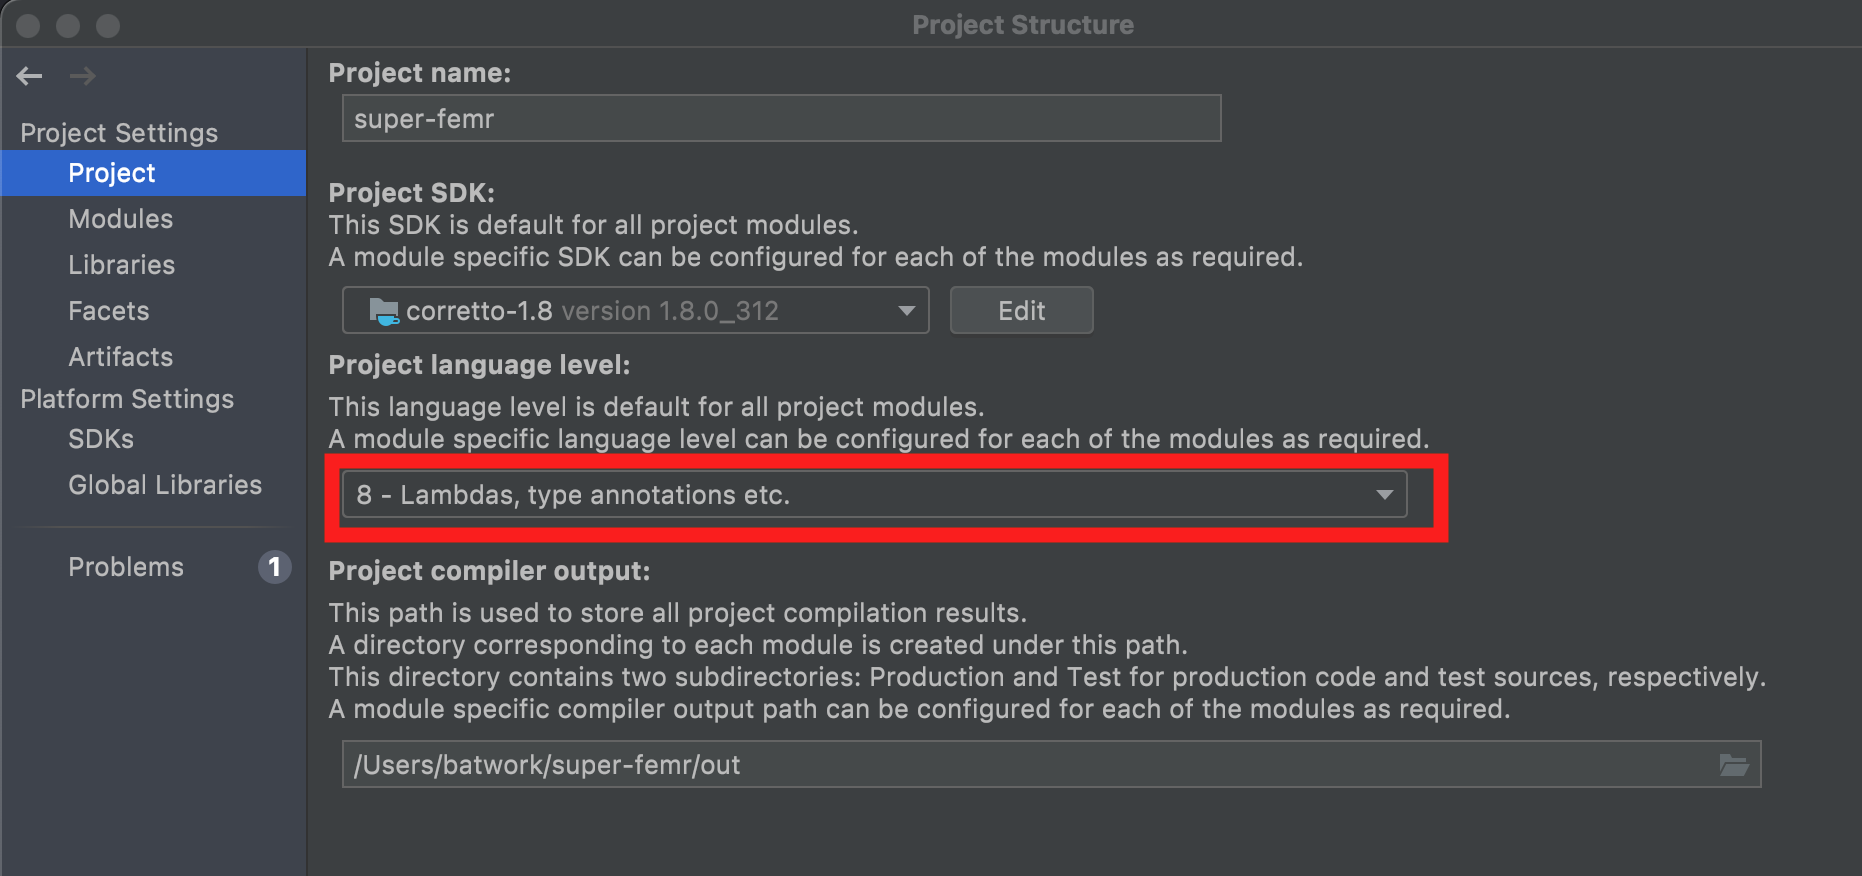 Project Structure
Project Settings
Project
Modules
Libraries
Facets
Artifacts
Platform Settings
SDKs
Global Libraries
Problems 1
Project name:
super-femr
Project SDK:
This SDK is default for all project modules.
A module specific SDK can be configured for each of the modules as required.
corretto-1.8 version 1.8.0_312 Edit
Project language level:
This language level is default for all project modules.
A module specific language level can be configured for each of the modules as required.
8 - Lambdas, type annotations etc.
Project compiler output:
This path is used to store all project compilation results.
A directory corresponding to each module is created under this path.
This directory contains two subdirectories: Production and Test for production code and test sources, respectively.
A module specific compiler output path can be configured for each of the modules as required.
/Users/batwork/super-femr/out